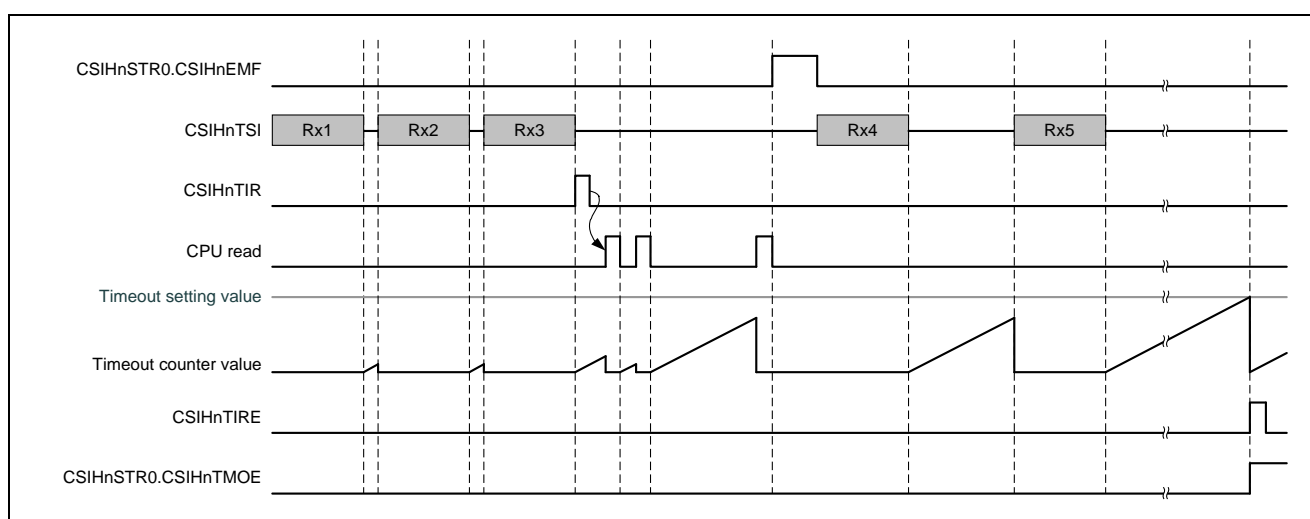 CSIHnSTR0.CSIHnEMF
CSIHnTSI
Rx1 Rx2 Rx3 Rx4 Rx5
CSIHnTIR
CPU read
Timeout setting value
Timeout counter value
CSIHnTIRE
CSIHnSTR0.CSIHnTMOE